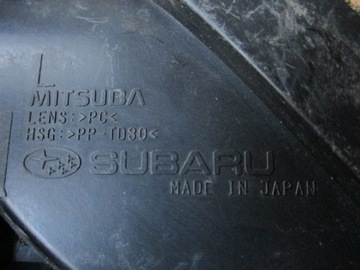 L
MITSUBA
LENS:>PC<
HSG:>PP-TD30<
SUBARU
MADE IN JAPAN